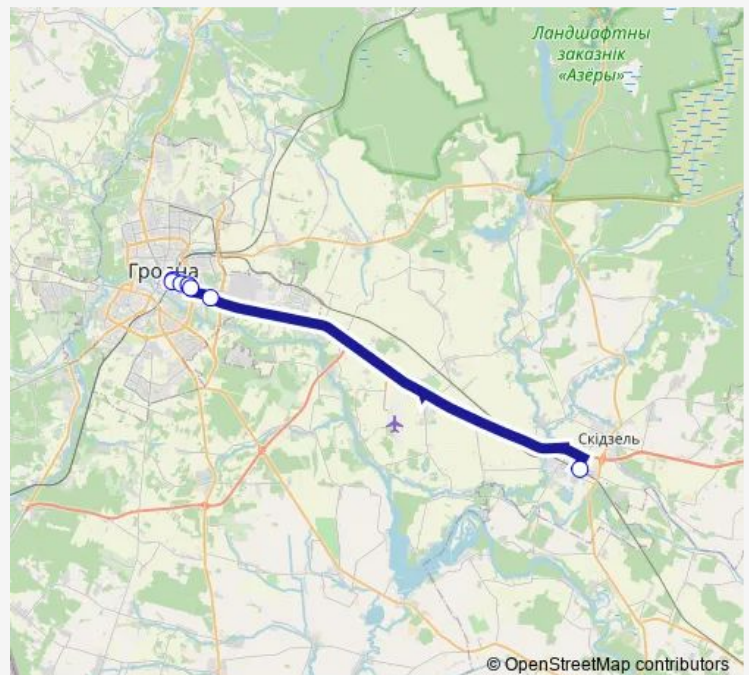 Ландшафтны
заказнік
«Азёры»
Гродна
Скідзель
© OpenStreetMap contributors